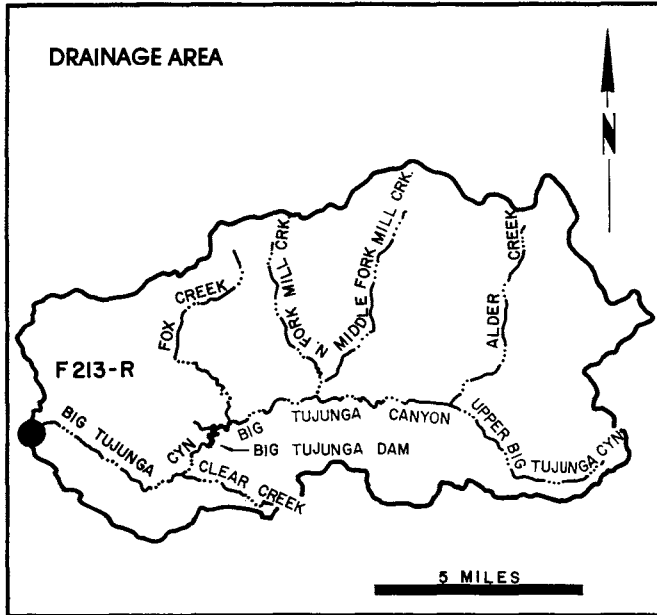 DRAINAGE AREA
N
N. FORK MILL CRK.
MIDDLE FORK MILL CRK.
ALDER CREEK
FOX CREEK
F213-R
BIG TUJUNGA CYN
BIG TUJUNGA CANYON
UPPER BIG TUJUNGA CYN.
BIG TUJUNGA DAM
CLEAR CREEK
5 MILES